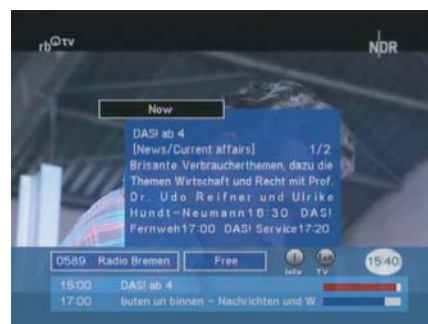 rb TV
NDR
Now
DAS! ab 4
[News/Current affairs] 1/2
Brisante Verbraucherthemen, dazu die
Themen Wirtschaft und Recht mit Prof.
Dr. Udo Reifner und Ulrike
Hundt-Neumann16:30 DAS!
Fernweh17:00 DAS! Service17:20
0589 Radio Bremen Free i Exit 15:40
Info TV
15:00 DAS! ab 4
17:00 buten un binnen - Nachrichten und W